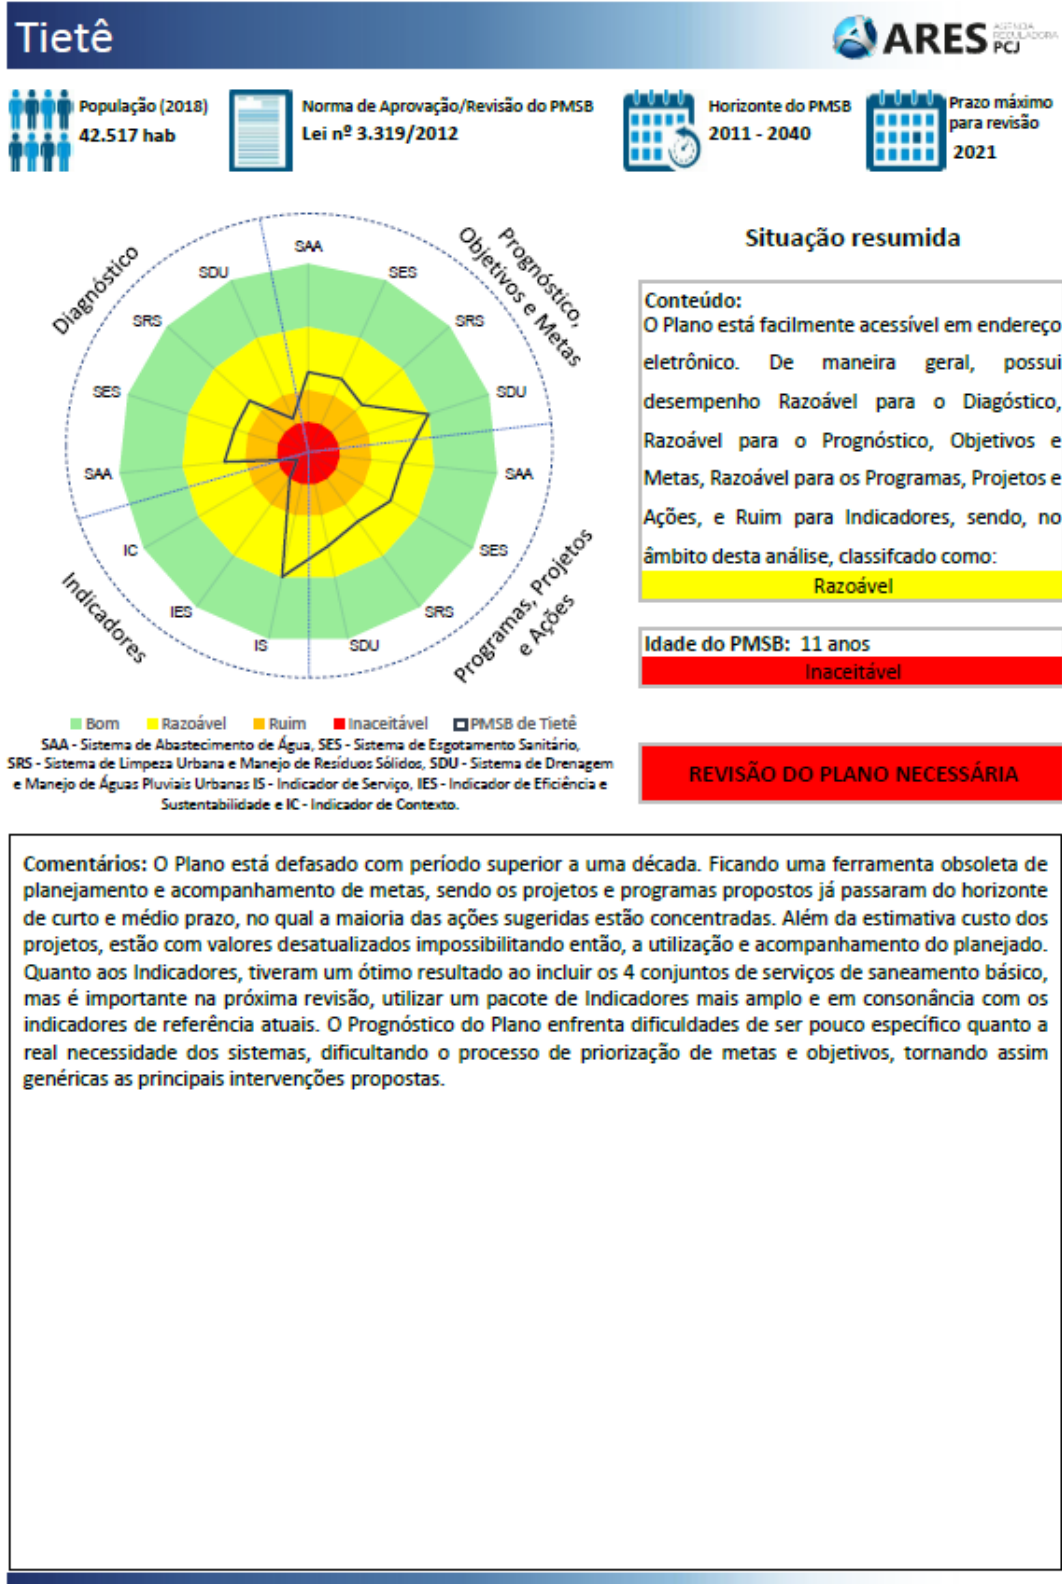 Tietê
ARES
AGÊNCIA
REGULADORA
PCJ
População (2018)
42.517 hab
Norma de Aprovação/Revisão do PMSB
Lei nº 3.319/2012
Horizonte do PMSB
2011 - 2040
Prazo máximo
para revisão
2021
Diagnóstico
Prognóstico,
Objetivos e Metas
SAA
SES
SRS
SDU
SAA
SES
SRS
SDU
IS
IES
IC
SAA
SES
SRS
SDU
Indicadores
Programas, Projetos
e Ações
Bom Razoável Ruim Inaceitável PMSB de Tietê
SAA - Sistema de Abastecimento de Água, SES - Sistema de Esgotamento Sanitário,
SRS - Sistema de Limpeza Urbana e Manejo de Resíduos Sólidos, SDU - Sistema de Drenagem
e Manejo de Águas Pluviais Urbanas IS - Indicador de Serviço, IES - Indicador de Eficiência e
Sustentabilidade e IC - Indicador de Contexto.
Situação resumida
Conteúdo:
O Plano está facilmente acessível em endereço
eletrônico. De maneira geral, possui
desempenho Razoável para o Diagóstico,
Razoável para o Prognóstico, Objetivos e
Metas, Razoável para os Programas, Projetos e
Ações, e Ruim para Indicadores, sendo, no
âmbito desta análise, classifcado como:
Razoável
Idade do PMSB: 11 anos
Inaceitável
REVISÃO DO PLANO NECESSÁRIA
Comentários: O Plano está defasado com período superior a uma década. Ficando uma ferramenta obsoleta de
planejamento e acompanhamento de metas, sendo os projetos e programas propostos já passaram do horizonte
de curto e médio prazo, no qual a maioria das ações sugeridas estão concentradas. Além da estimativa custo dos
projetos, estão com valores desatualizados impossibilitando então, a utilização e acompanhamento do planejado.
Quanto aos Indicadores, tiveram um ótimo resultado ao incluir os 4 conjuntos de serviços de saneamento básico,
mas é importante na próxima revisão, utilizar um pacote de Indicadores mais amplo e em consonância com os
indicadores de referência atuais. O Prognóstico do Plano enfrenta dificuldades de ser pouco específico quanto a
real necessidade dos sistemas, dificultando o processo de priorização de metas e objetivos, tornando assim
genéricas as principais intervenções propostas.